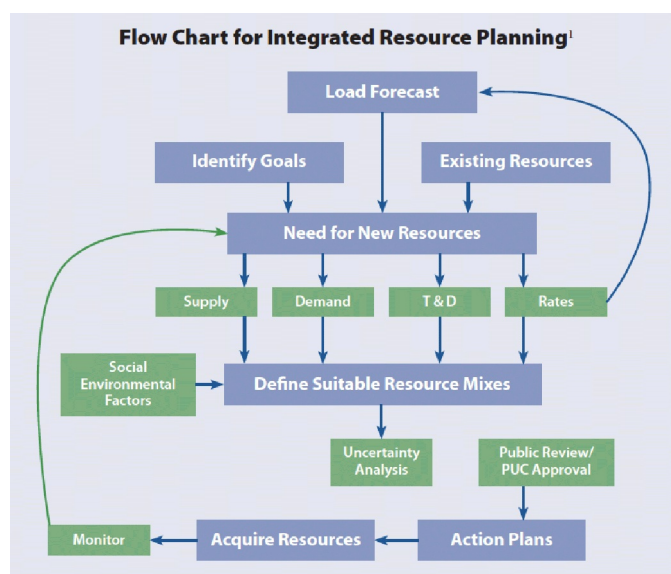 Flow Chart for Integrated Resource Planning¹
Load Forecast
Identify Goals
Existing Resources
Need for New Resources
Supply
Demand
T & D
Rates
Social
Environmental
Factors
Define Suitable Resource Mixes
Uncertainty
Analysis
Public Review/
PUC Approval
Monitor
Acquire Resources
Action Plans